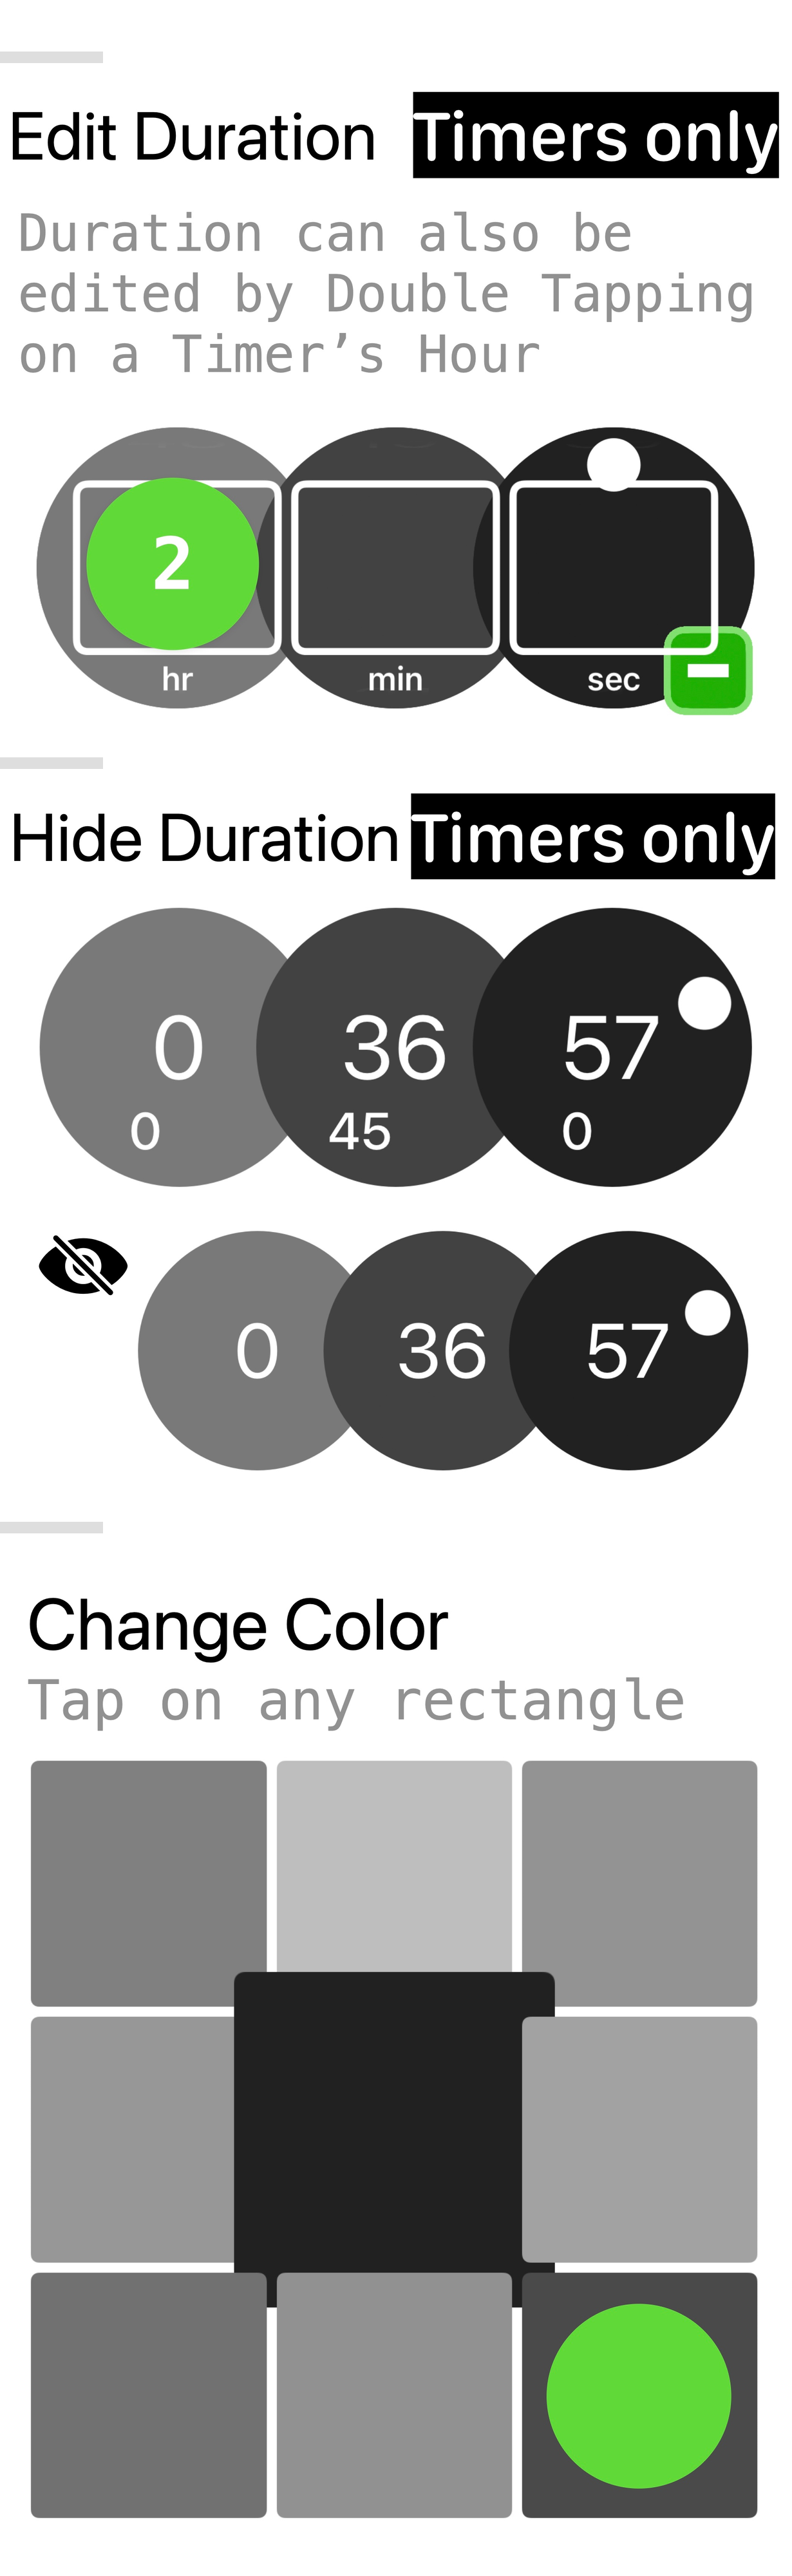 Edit Duration Timers only
Duration can also be
edited by Double Tapping
on a Timer’s Hour
2
hr min sec
Hide Duration Timers only
0 36 57
0 45 0
0 36 57
Change Color
Tap on any rectangle